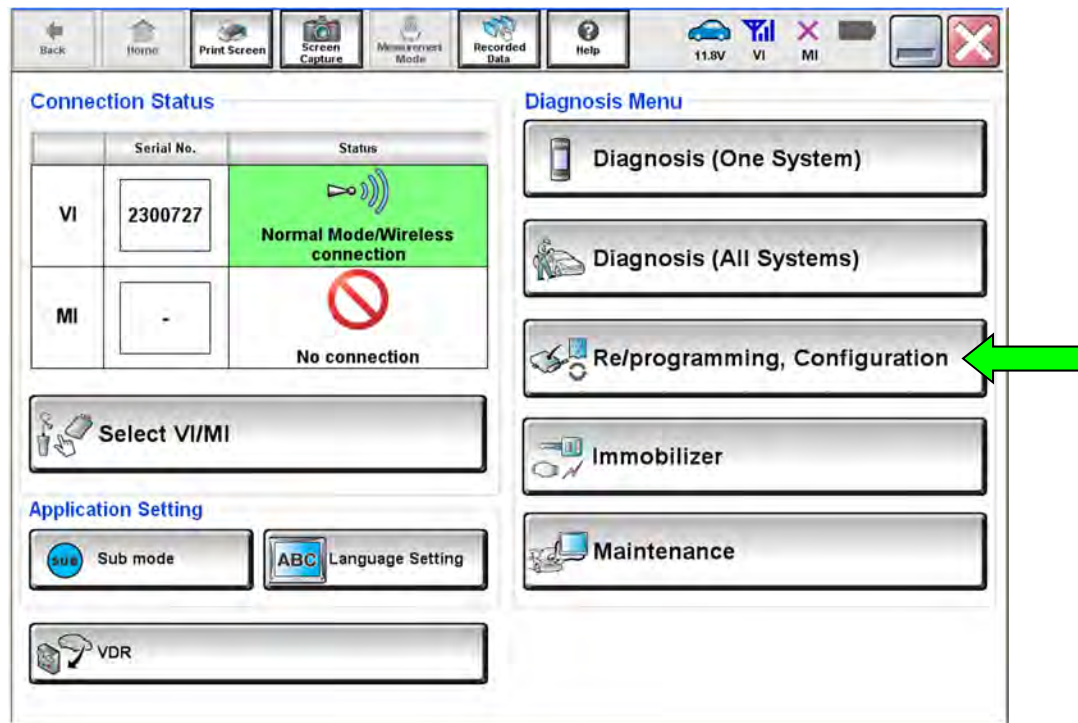 Back
Home
Print Screen
Screen
Capture
Measurement
Mode
Recorded
Data
Help
11.8V
VI
MI
Connection Status
Serial No.
Status
VI
2300727
Normal Mode/Wireless
connection
MI
-
No connection
Select VI/MI
Application Setting
SUB
Sub mode
ABC
Language Setting
VDR
Diagnosis Menu
Diagnosis (One System)
Diagnosis (All Systems)
Re/programming, Configuration
Immobilizer
Maintenance